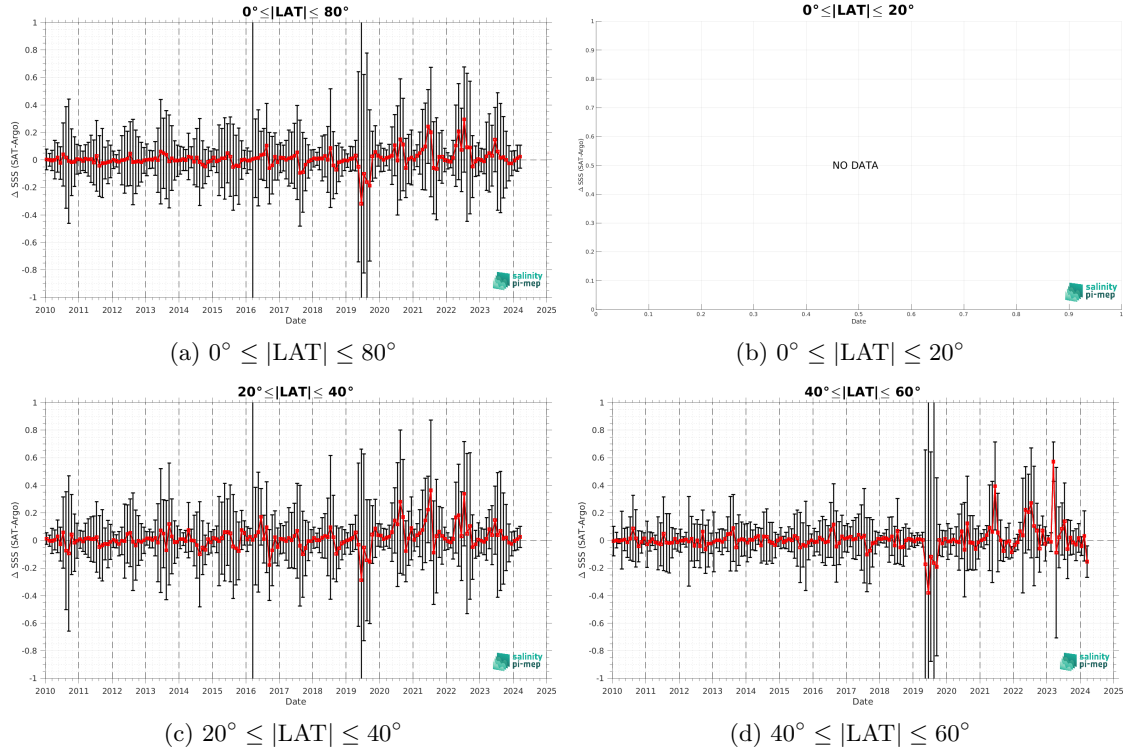 0°≤|LAT|≤ 80°
Δ SSS (SAT-Argo)
1
0.8
0.6
0.4
0.2
0
-0.2
-0.4
-0.6
-0.8
-1
2010 2011 2012 2013 2014 2015 2016 2017 2018 2019 2020 2021 2022 2023 2024 2025
Date
salinity
pi-mep
(a) 0° ≤ |LAT| ≤ 80°
0°≤|LAT|≤ 20°
Δ SSS (SAT-Argo)
1
0.9
0.8
0.7
0.6
0.5
0.4
0.3
0.2
0.1
0
NO DATA
0 0.1 0.2 0.3 0.4 0.5 0.6 0.7 0.8 0.9 1
Date
salinity
pi-mep
(b) 0° ≤ |LAT| ≤ 20°
20°≤|LAT|≤ 40°
Δ SSS (SAT-Argo)
1
0.8
0.6
0.4
0.2
0
-0.2
-0.4
-0.6
-0.8
-1
2010 2011 2012 2013 2014 2015 2016 2017 2018 2019 2020 2021 2022 2023 2024 2025
Date
salinity
pi-mep
(c) 20° ≤ |LAT| ≤ 40°
40°≤|LAT|≤ 60°
Δ SSS (SAT-Argo)
1
0.8
0.6
0.4
0.2
0
-0.2
-0.4
-0.6
-0.8
-1
2010 2011 2012 2013 2014 2015 2016 2017 2018 2019 2020 2021 2022 2023 2024 2025
Date
salinity
pi-mep
(d) 40° ≤ |LAT| ≤ 60°